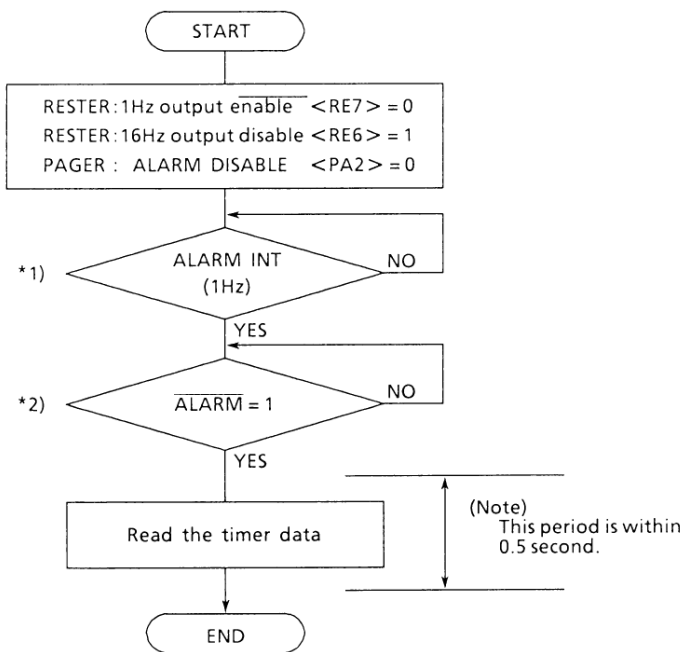 START
RESTER: 1Hz output enable <RE7> = 0
RESTER: 16Hz output disable <RE6> = 1
PAGER : ALARM DISABLE <PA2> = 0
*1)
ALARM INT
(1Hz)
NO
YES
*2)
ALARM = 1
NO
YES
Read the timer data
(Note)
This period is within
0.5 second.
END